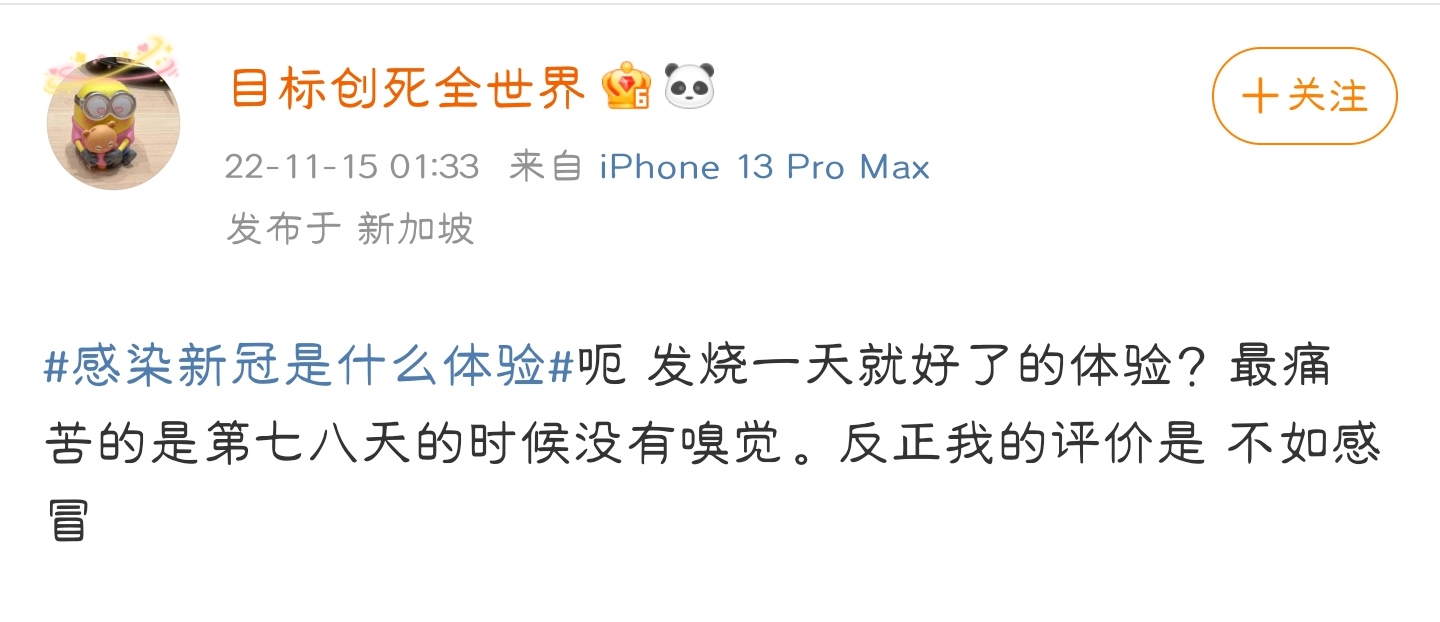 目标创死全世界
+关注
22-11-15 01:33 来自 iPhone 13 Pro Max
发布于 新加坡
#感染新冠是什么体验#呃 发烧一天就好了的体验？最痛
苦的是第七八天的时候没有嗅觉。反正我的评价是 不如感
冒